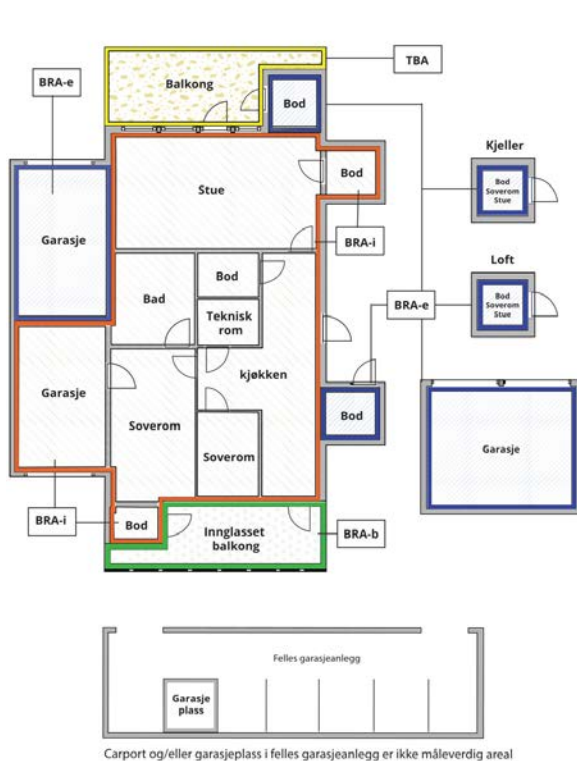 TBA
BRA-e
Balkong
Bod
Kjeller
Stue
Bod
Bod
Soverom
Stue
Garasje
BRA-i
Loft
Bad
Bod
BRA-e
Bod
Soverom
Stue
Teknisk
rom
Garasje
kjøkken
Bod
Soverom
Garasje
Soverom
BRA-i
Bod
Innglasset
balkong
BRA-b
Felles garasjeanlegg
Garasje
plass
Carport og/eller garasjeplass i felles garasjeanlegg er ikke måleverdig areal